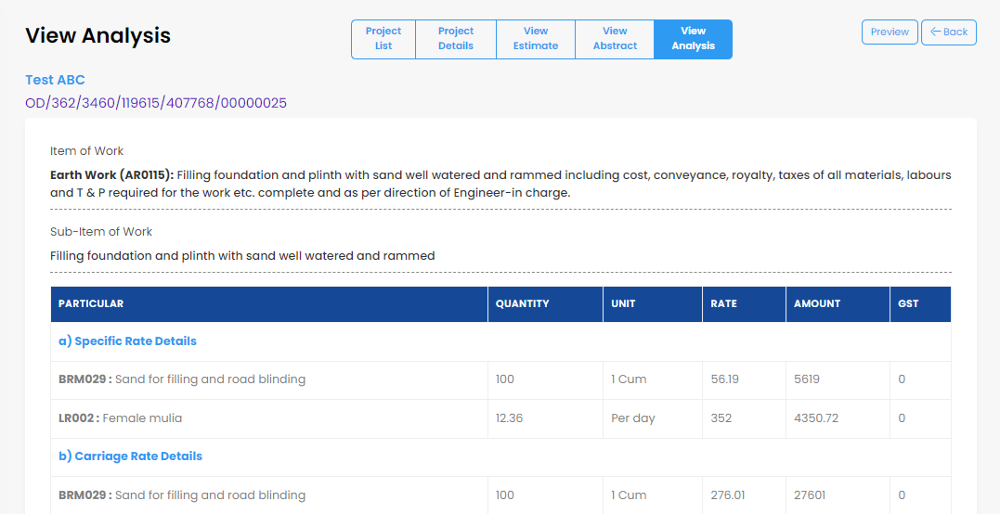 View Analysis
Project List
Project Details
View Estimate
View Abstract
View Analysis
Preview
← Back
Test ABC
OD/362/3460/119615/407768/00000025
Item of Work
Earth Work (AR0115): Filling foundation and plinth with sand well watered and rammed including cost, conveyance, royalty, taxes of all materials, labours
and T & P required for the work etc. complete and as per direction of Engineer-in charge.
Sub-Item of Work
Filling foundation and plinth with sand well watered and rammed
PARTICULAR QUANTITY UNIT RATE AMOUNT GST
a) Specific Rate Details
BRM029 : Sand for filling and road blinding 100 1 Cum 56.19 5619 0
LR002 : Female mulia 12.36 Per day 352 4350.72 0
b) Carriage Rate Details
BRM029 : Sand for filling and road blinding 100 1 Cum 276.01 27601 0